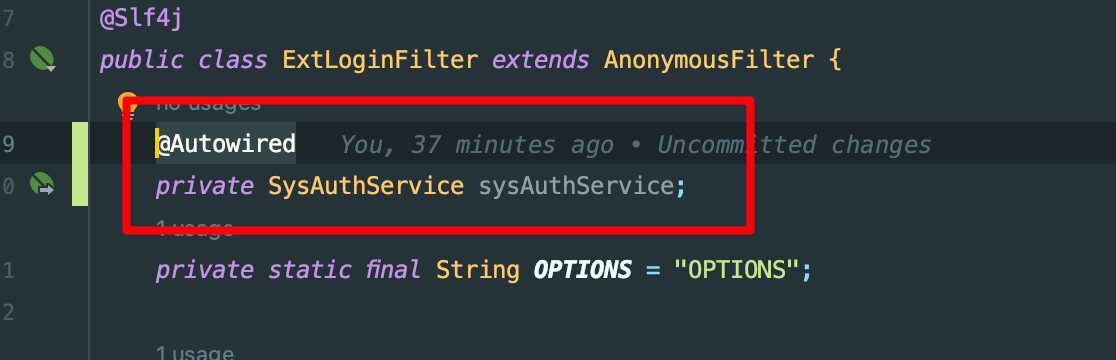 7 @Slf4j
8 public class ExtLoginFilter extends AnonymousFilter {
no usages
9 @Autowired You, 37 minutes ago • Uncommitted changes
0 private SysAuthService sysAuthService;
1 usage
1 private static final String OPTIONS = "OPTIONS";
2
1 usage